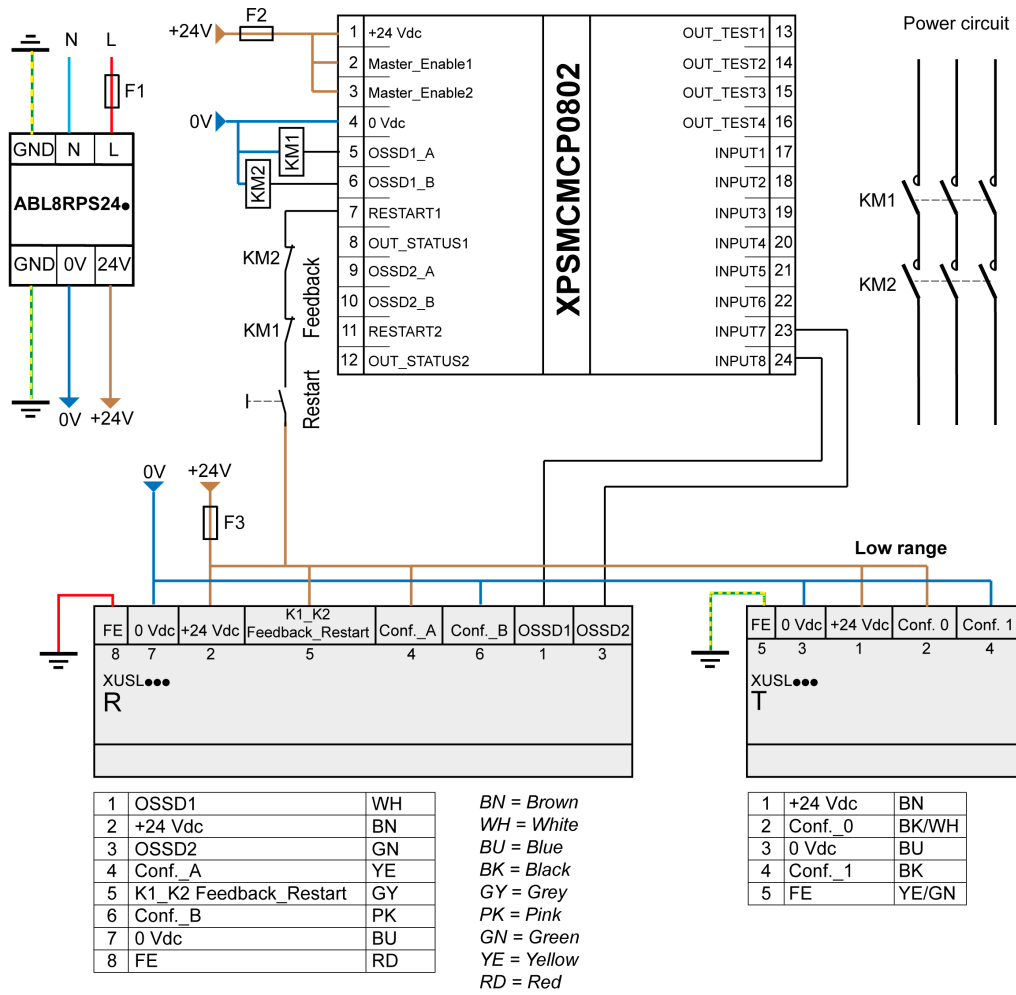 F2
+24V
N L
F1
GND N L
ABL8RPS24●
GND 0V 24V
0V +24V
0V
KM1
KM2
1 +24 Vdc
2 Master_Enable1
3 Master_Enable2
4 0 Vdc
5 OSSD1_A
6 OSSD1_B
7 RESTART1
8 OUT_STATUS1
9 OSSD2_A
10 OSSD2_B
11 RESTART2
12 OUT_STATUS2
XPSMCMCP0802
OUT_TEST1 13
OUT_TEST2 14
OUT_TEST3 15
OUT_TEST4 16
INPUT1 17
INPUT2 18
INPUT3 19
INPUT4 20
INPUT5 21
INPUT6 22
INPUT7 23
INPUT8 24
Power circuit
KM1
KM2
KM2
KM1
Feedback
Restart
0V +24V
F3
Low range
FE 0 Vdc +24 Vdc K1_K2 Feedback_Restart Conf._A Conf._B OSSD1 OSSD2
8 7 2 5 4 6 1 3
XUSL●●●
R
FE 0 Vdc +24 Vdc Conf. 0 Conf. 1
5 3 1 2 4
XUSL●●●
T
1 OSSD1 WH
2 +24 Vdc BN
3 OSSD2 GN
4 Conf._A YE
5 K1_K2 Feedback_Restart GY
6 Conf._B PK
7 0 Vdc BU
8 FE RD
BN = Brown
WH = White
BU = Blue
BK = Black
GY = Grey
PK = Pink
GN = Green
YE = Yellow
RD = Red
1 +24 Vdc BN
2 Conf._0 BK/WH
3 0 Vdc BU
4 Conf._1 BK
5 FE YE/GN